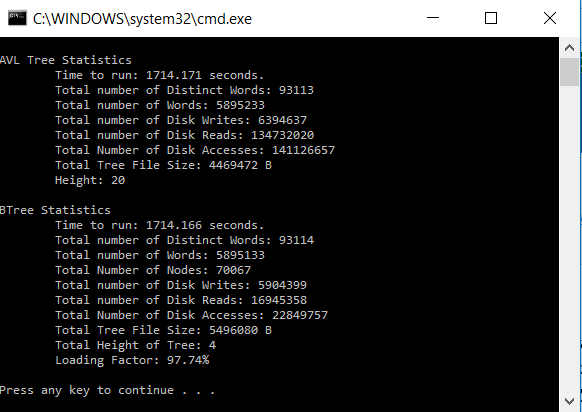 C:\WINDOWS\system32\cmd.exe
AVL Tree Statistics
Time to run: 1714.171 seconds.
Total number of Distinct Words: 93113
Total number of Words: 5895233
Total number of Disk Writes: 6394637
Total number of Disk Reads: 134732020
Total number of Disk Accesses: 141126657
Total Tree File Size: 4469472 B
Height: 20
BTree Statistics
Time to run: 1714.166 seconds.
Total number of Distinct Words: 93114
Total number of Words: 5895133
Total Number of Nodes: 70067
Total number of Disk Writes: 5904399
Total number of Disk Reads: 16945358
Total Number of Disk Accesses: 22849757
Total Tree File Size: 5496080 B
Total Height of Tree: 4
Loading Factor: 97.74%
Press any key to continue . . .